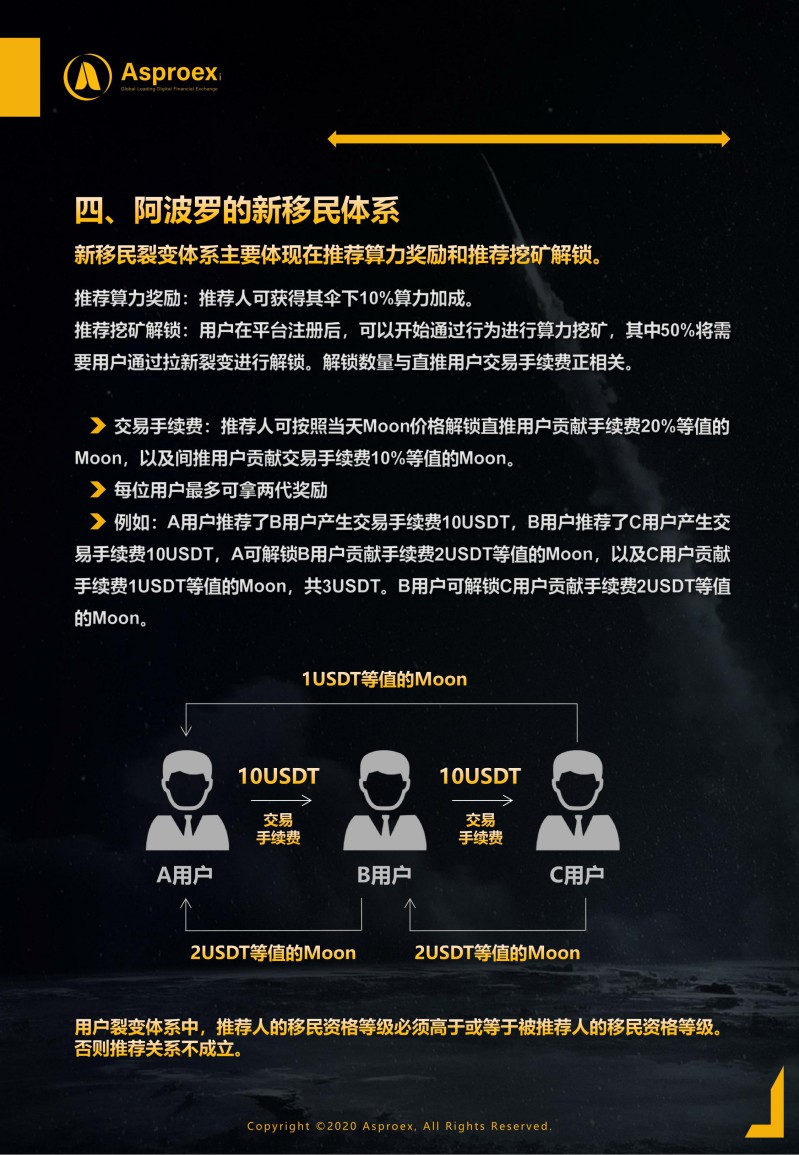 Asproex
Global Leading Digital Financial Exchange
四、阿波罗的新移民体系
新移民裂变体系主要体现在推荐算力奖励和推荐挖矿解锁。
推荐算力奖励：推荐人可获得其伞下10%算力加成。
推荐挖矿解锁：用户在平台注册后，可以开始通过行为进行算力挖矿，其中50%将需
要用户通过拉新裂变进行解锁。解锁数量与直推用户交易手续费正相关。
交易手续费：推荐人可按照当天Moon价格解锁直推用户贡献手续费20%等值的
Moon，以及间推用户贡献交易手续费10%等值的Moon。
每位用户最多可拿两代奖励
例如：A用户推荐了B用户产生交易手续费10USDT，B用户推荐了C用户产生交
易手续费10USDT，A可解锁B用户贡献手续费2USDT等值的Moon，以及C用户贡献
手续费1USDT等值的Moon，共3USDT。B用户可解锁C用户贡献手续费2USDT等值
的Moon。
1USDT等值的Moon
10USDT
10USDT
交易
手续费
交易
手续费
A用户
B用户
C用户
2USDT等值的Moon
2USDT等值的Moon
用户裂变体系中，推荐人的移民资格等级必须高于或等于被推荐人的移民资格等级。
否则推荐关系不成立。
Copyright ©2020 Asproex, All Rights Reserved.